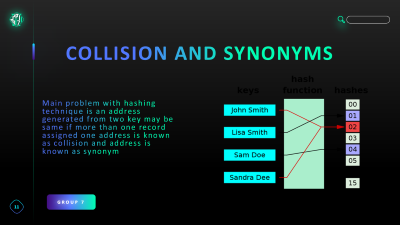 COLLISION AND SYNONYMS
Main problem with hashing
technique is an address
generated from two key may be
same if more than one record
assigned one address is known
as collision and address is
known as synonym
keys
hash
function
hashes
John Smith
Lisa Smith
Sam Doe
Sandra Dee
00
01
02
03
04
05
15
11
GROUP 7